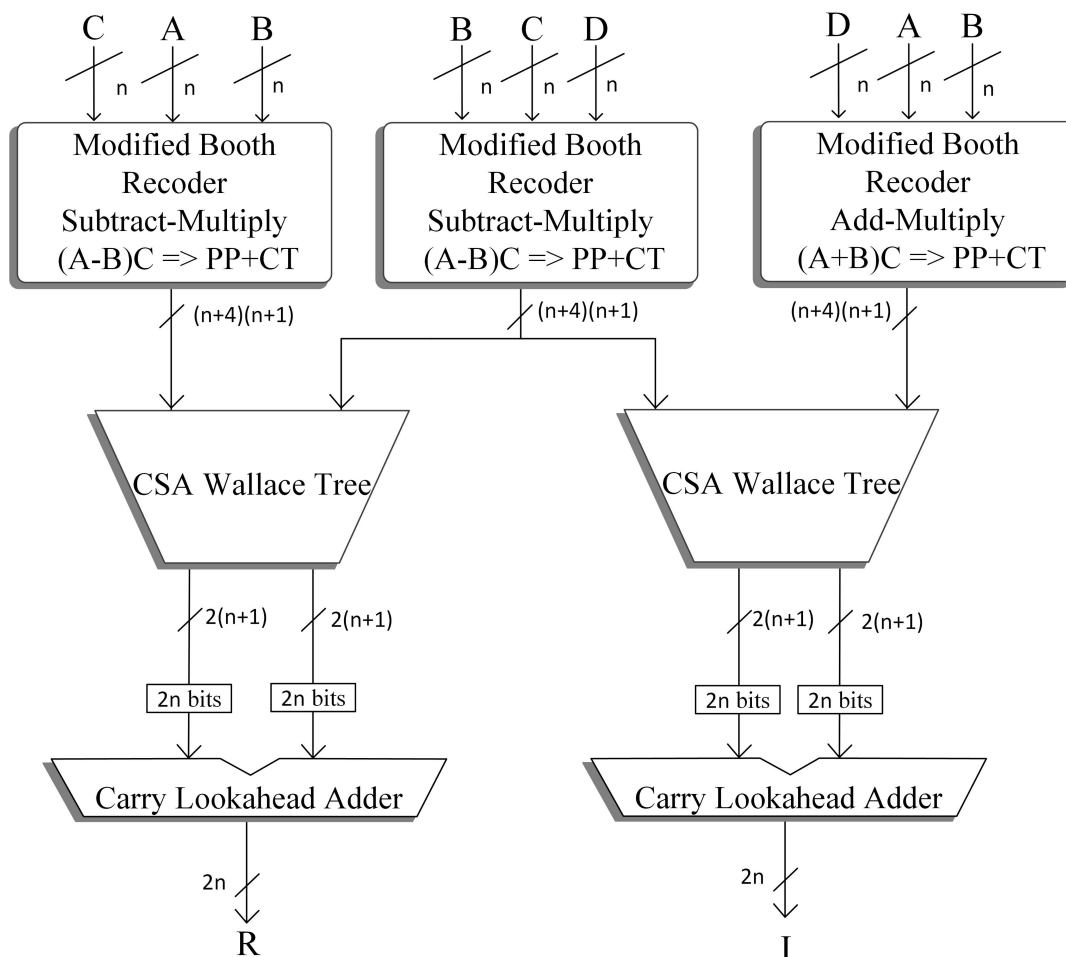 C A B
B C D
D A B
n n n
n n n
n n n
Modified Booth
Recoder
Subtract-Multiply
(A-B)C => PP+CT
Modified Booth
Recoder
Subtract-Multiply
(A-B)C => PP+CT
Modified Booth
Recoder
Add-Multiply
(A+B)C => PP+CT
(n+4)(n+1)
(n+4)(n+1)
(n+4)(n+1)
CSA Wallace Tree
CSA Wallace Tree
2(n+1) 2(n+1)
2(n+1) 2(n+1)
2n bits 2n bits
2n bits 2n bits
Carry Lookahead Adder
Carry Lookahead Adder
2n
2n
R
I